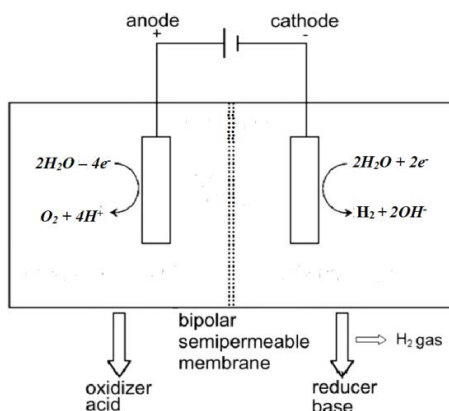 anode
+
cathode
-
2H₂O – 4e⁻
O₂ + 4H⁺
2H₂O + 2e⁻
H₂ + 2OH⁻
bipolar
semipermeable
membrane
oxidizer
acid
H₂ gas
reducer
base